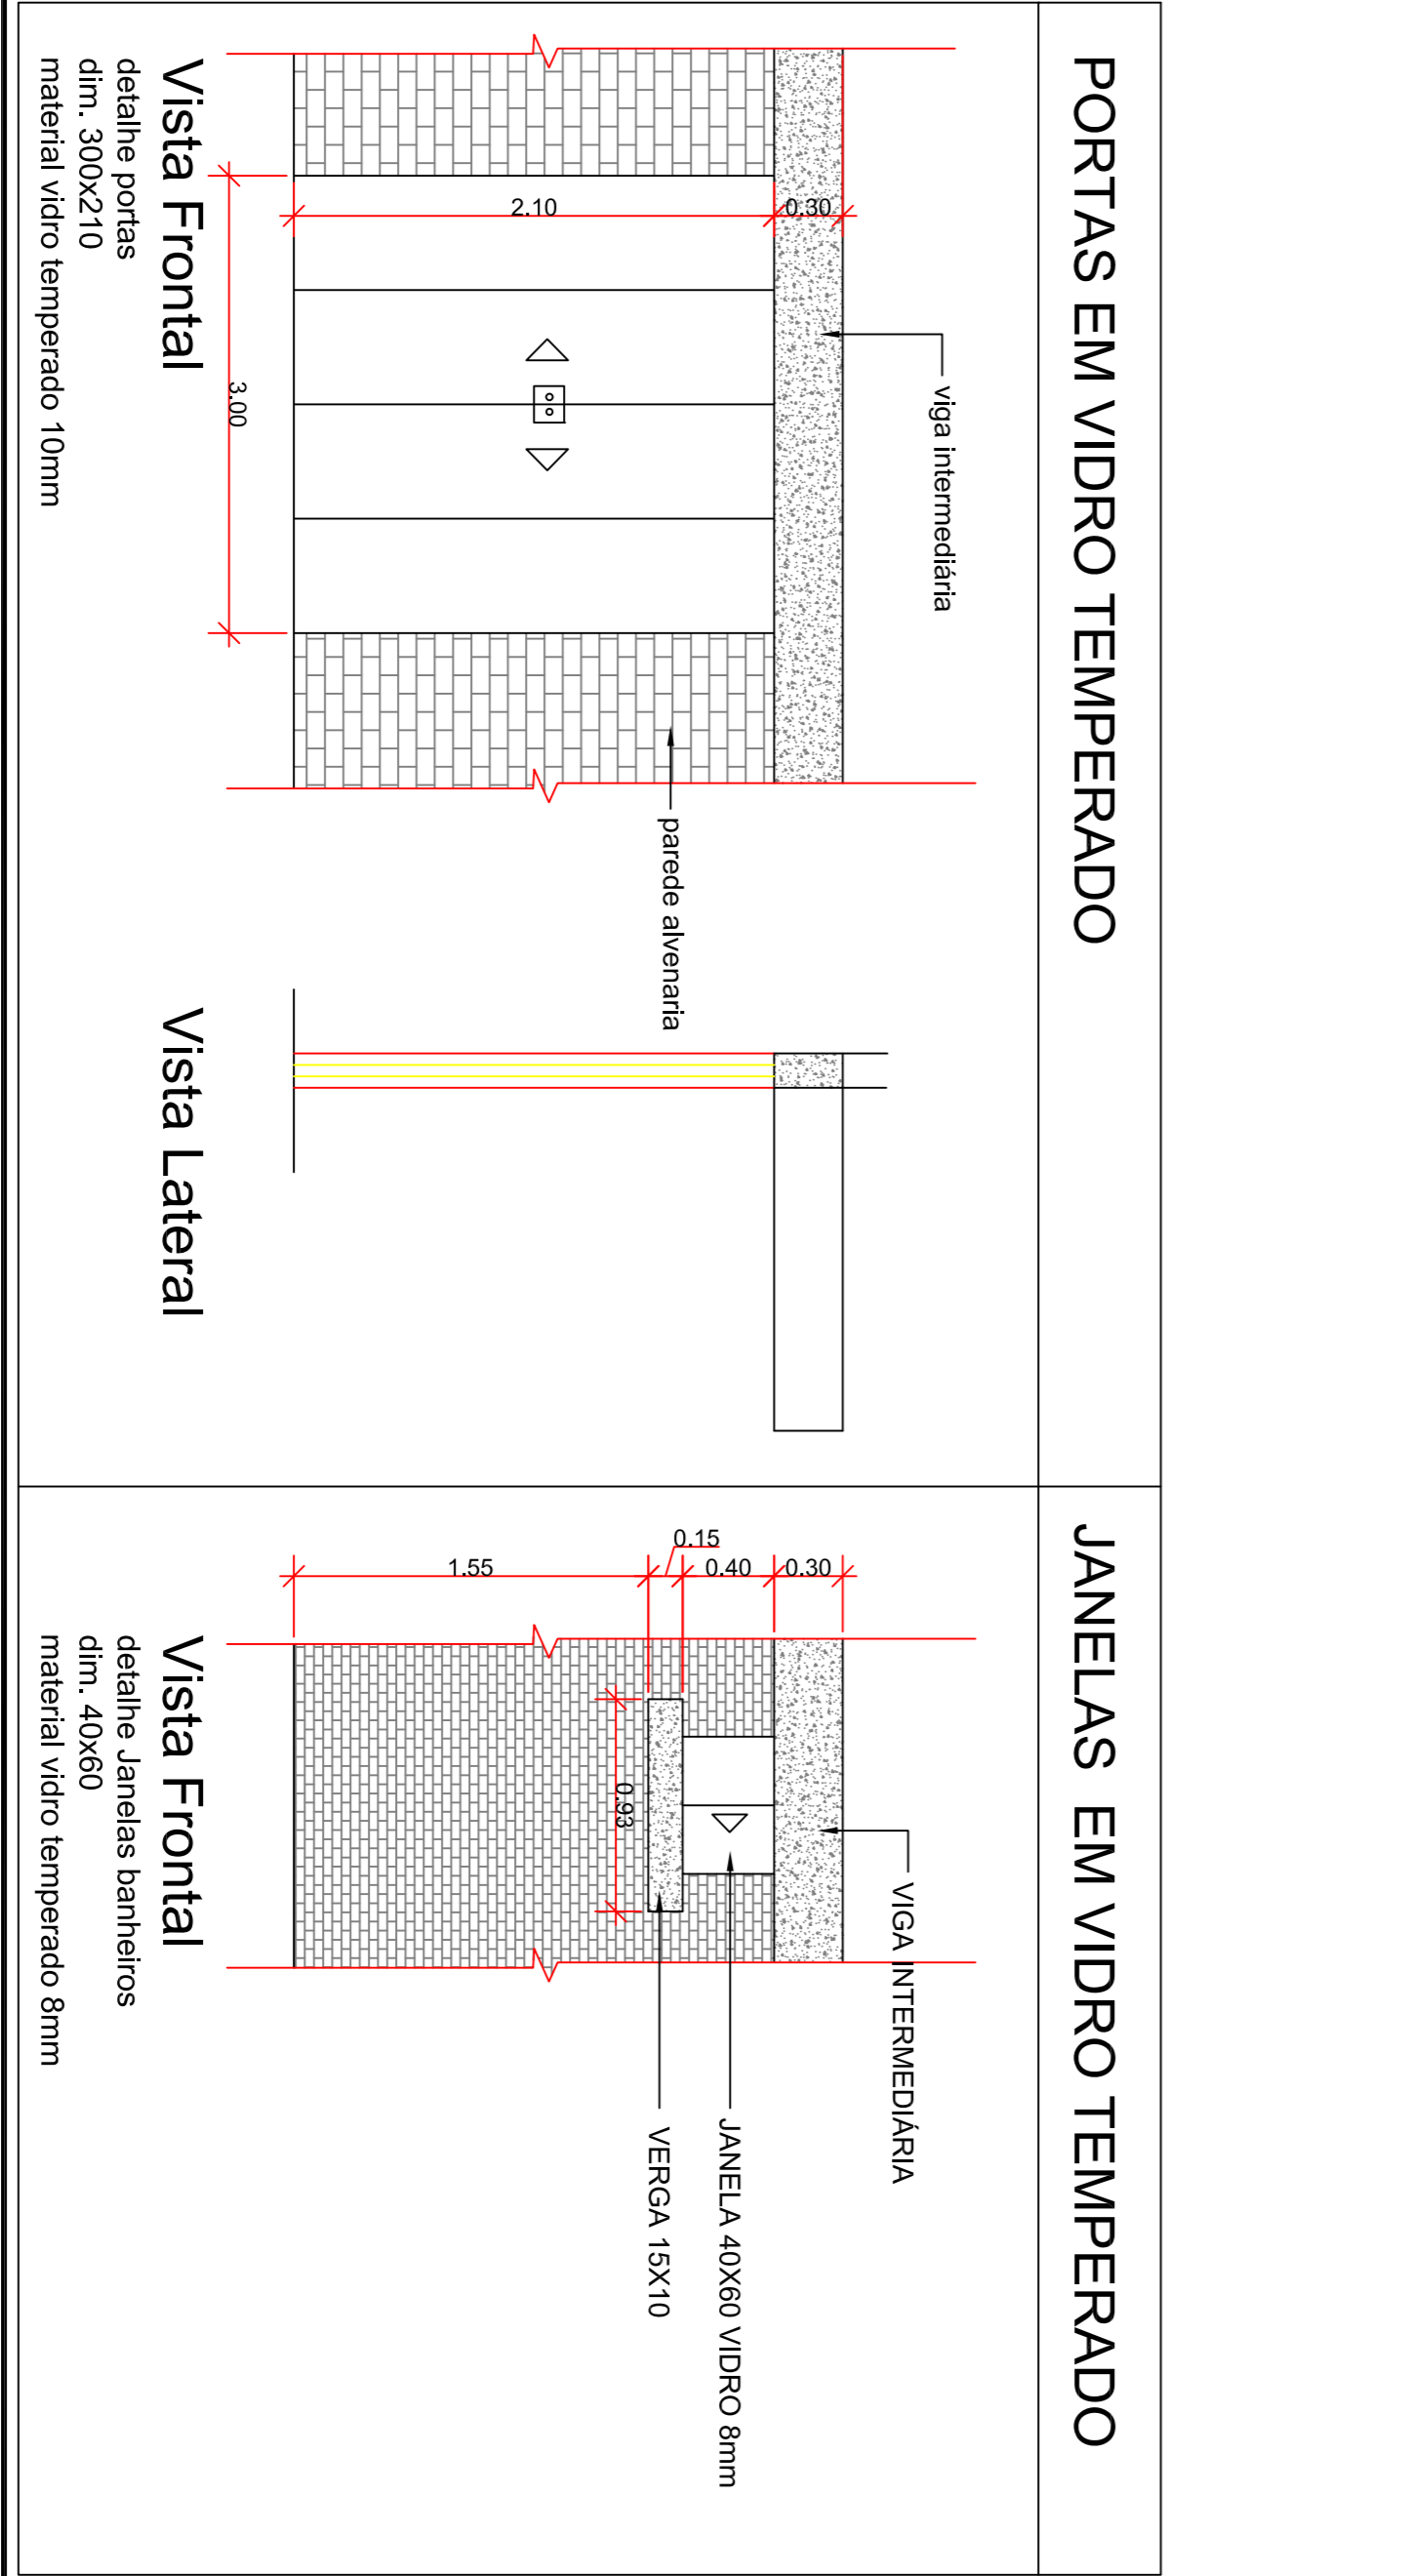 PORTAS EM VIDRO TEMPERADO
viga intermediária
0.30
2.10
parede alvenaria
3.00
Vista Frontal
detalhe portas
dim. 300x210
material vidro temperado 10mm
Vista Lateral
JANELAS EM VIDRO TEMPERADO
VIGA INTERMEDIÁRIA
0.30
0.40
0.15
1.55
JANELA 40X60 VIDRO 8mm
VERGA 15X10
0.93
Vista Frontal
detalhe Janelas banheiros
dim. 40x60
material vidro temperado 8mm